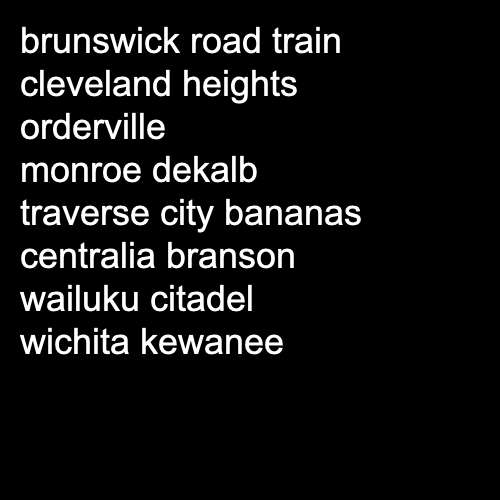 brunswick road train
cleveland heights
orderville
monroe dekalb
traverse city bananas
centralia branson
wailuku citadel
wichita kewanee